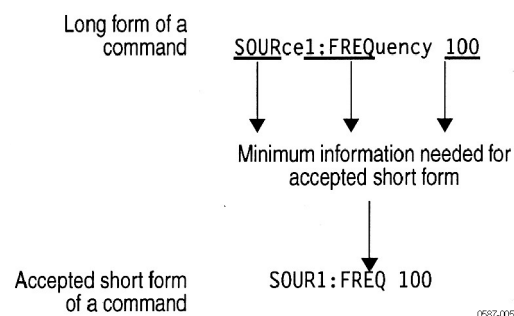 Long form of a
command
SOURce1:FREQuency 100
Minimum information needed for
accepted short form
Accepted short form
of a command
SOUR1:FREQ 100
0587-005